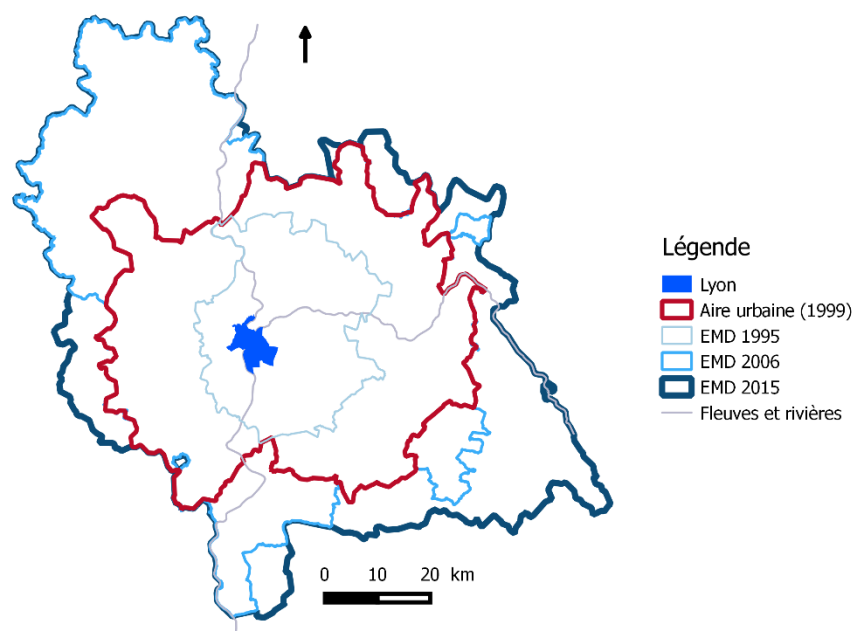 Légende
Lyon
Aire urbaine (1999)
EMD 1995
EMD 2006
EMD 2015
Fleuves et rivières
0 10 20 km